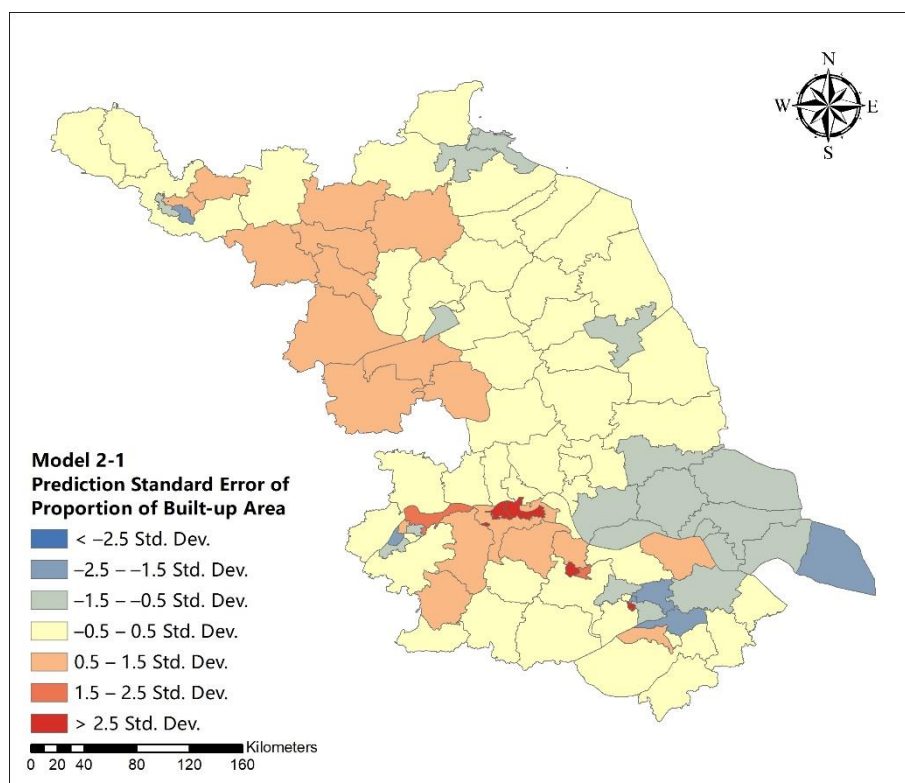 N
W E
S
Model 2-1
Prediction Standard Error of
Proportion of Built-up Area
< −2.5 Std. Dev.
−2.5 – −1.5 Std. Dev.
−1.5 – −0.5 Std. Dev.
−0.5 – 0.5 Std. Dev.
0.5 – 1.5 Std. Dev.
1.5 – 2.5 Std. Dev.
> 2.5 Std. Dev.
Kilometers
0 20 40 80 120 160